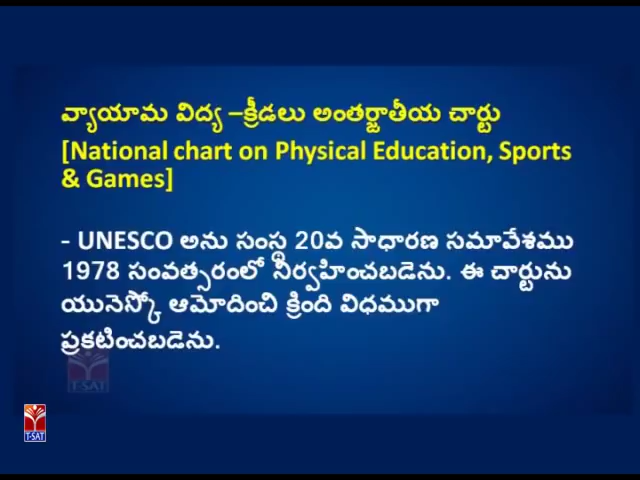 వ్యాయామ విద్య –క్రీడలు అంతర్జాతీయ చార్టు
[National chart on Physical Education, Sports
& Games]
- UNESCO అను సంస్థ 20వ సాధారణ సమావేశము
1978 సంవత్సరంలో నిర్వహించబడెను. ఈ చార్టును
యునెస్కో ఆమోదించి క్రింది విధముగా
ప్రకటించబడెను.
T-SAT
T-SAT